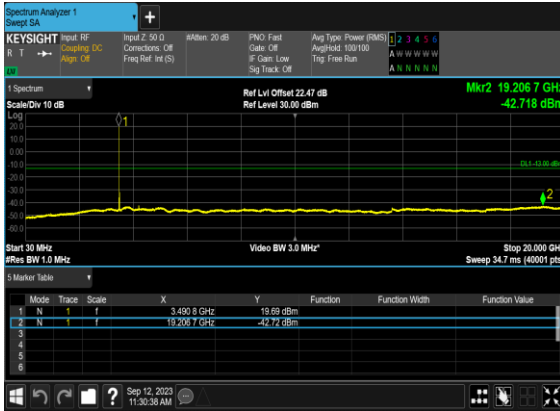 Spectrum Analyzer 1
Swept SA
+
KEYSIGHT Input: RF Input Z: 50 Ω #Atten: 20 dB PNO: Fast Avg Type: Power (RMS) 1 2 3 4 5 6
R T Coupling: DC Corrections: Off Gate: Off Avg|Hold: 100/100 A W W W W W
Align: Off Freq Ref: Int (S) IF Gain: Low Trig: Free Run
Sig Track: Off A N N N N N
1 Spectrum Ref Lvl Offset 22.47 dB Mkr2 19.206 7 GHz
Scale/Div 10 dB Ref Level 30.00 dBm -42.718 dBm
Log
20.0
10.0
0.00
-10.0
-20.0
-30.0
-40.0
-50.0
-60.0
1
DL1 -13.00 dBm
2
Start 30 MHz Video BW 3.0 MHz* Stop 20.000 GH
#Res BW 1.0 MHz Sweep 34.7 ms (40001 pts
5 Marker Table
Mode Trace Scale X Y Function Function Width Function Value
1 N 1 f 3.490 8 GHz 19.69 dBm
2 N 1 f 19.206 7 GHz -42.72 dBm
3
4
5
6
? Sep 12, 2023
11:30:38 AM